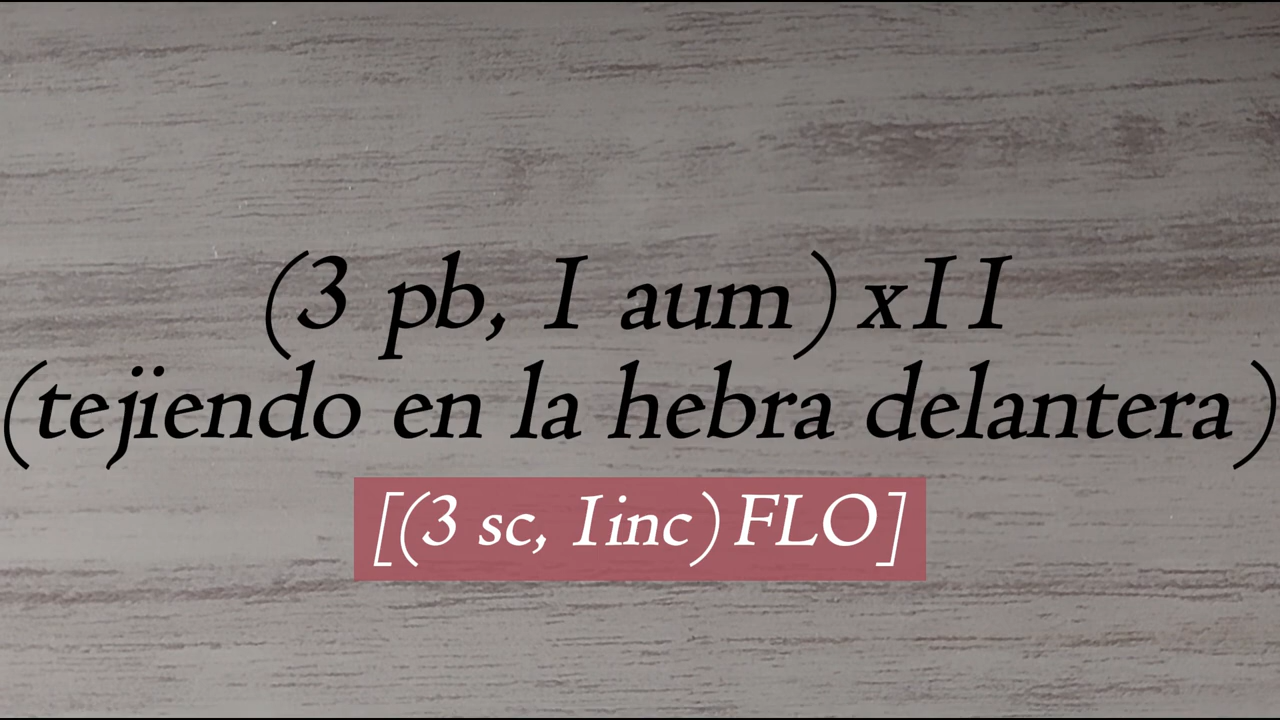 (3 pb, 1 aum) x11
(tejiendo en la hebra delantera)
[(3 sc, 1inc) FLO]